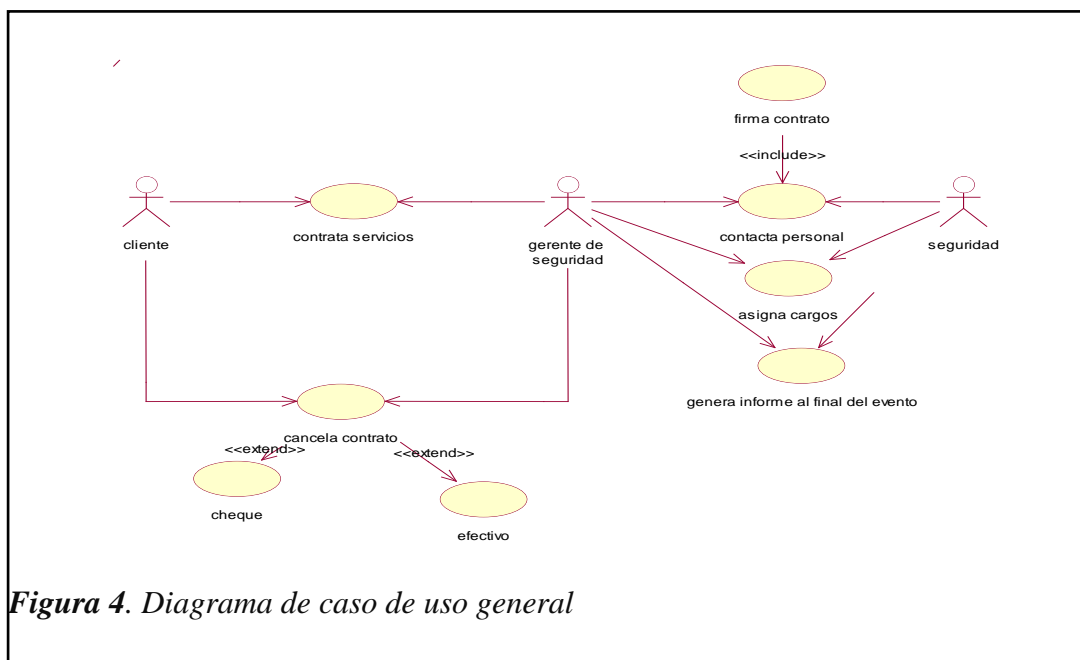 firma contrato
<<include>>
cliente
contrata servicios
gerente de
seguridad
contacta personal
seguridad
asigna cargos
genera informe al final del evento
cancela contrato
<<extend>>
<<extend>>
cheque
efectivo
Figura 4. Diagrama de caso de uso general